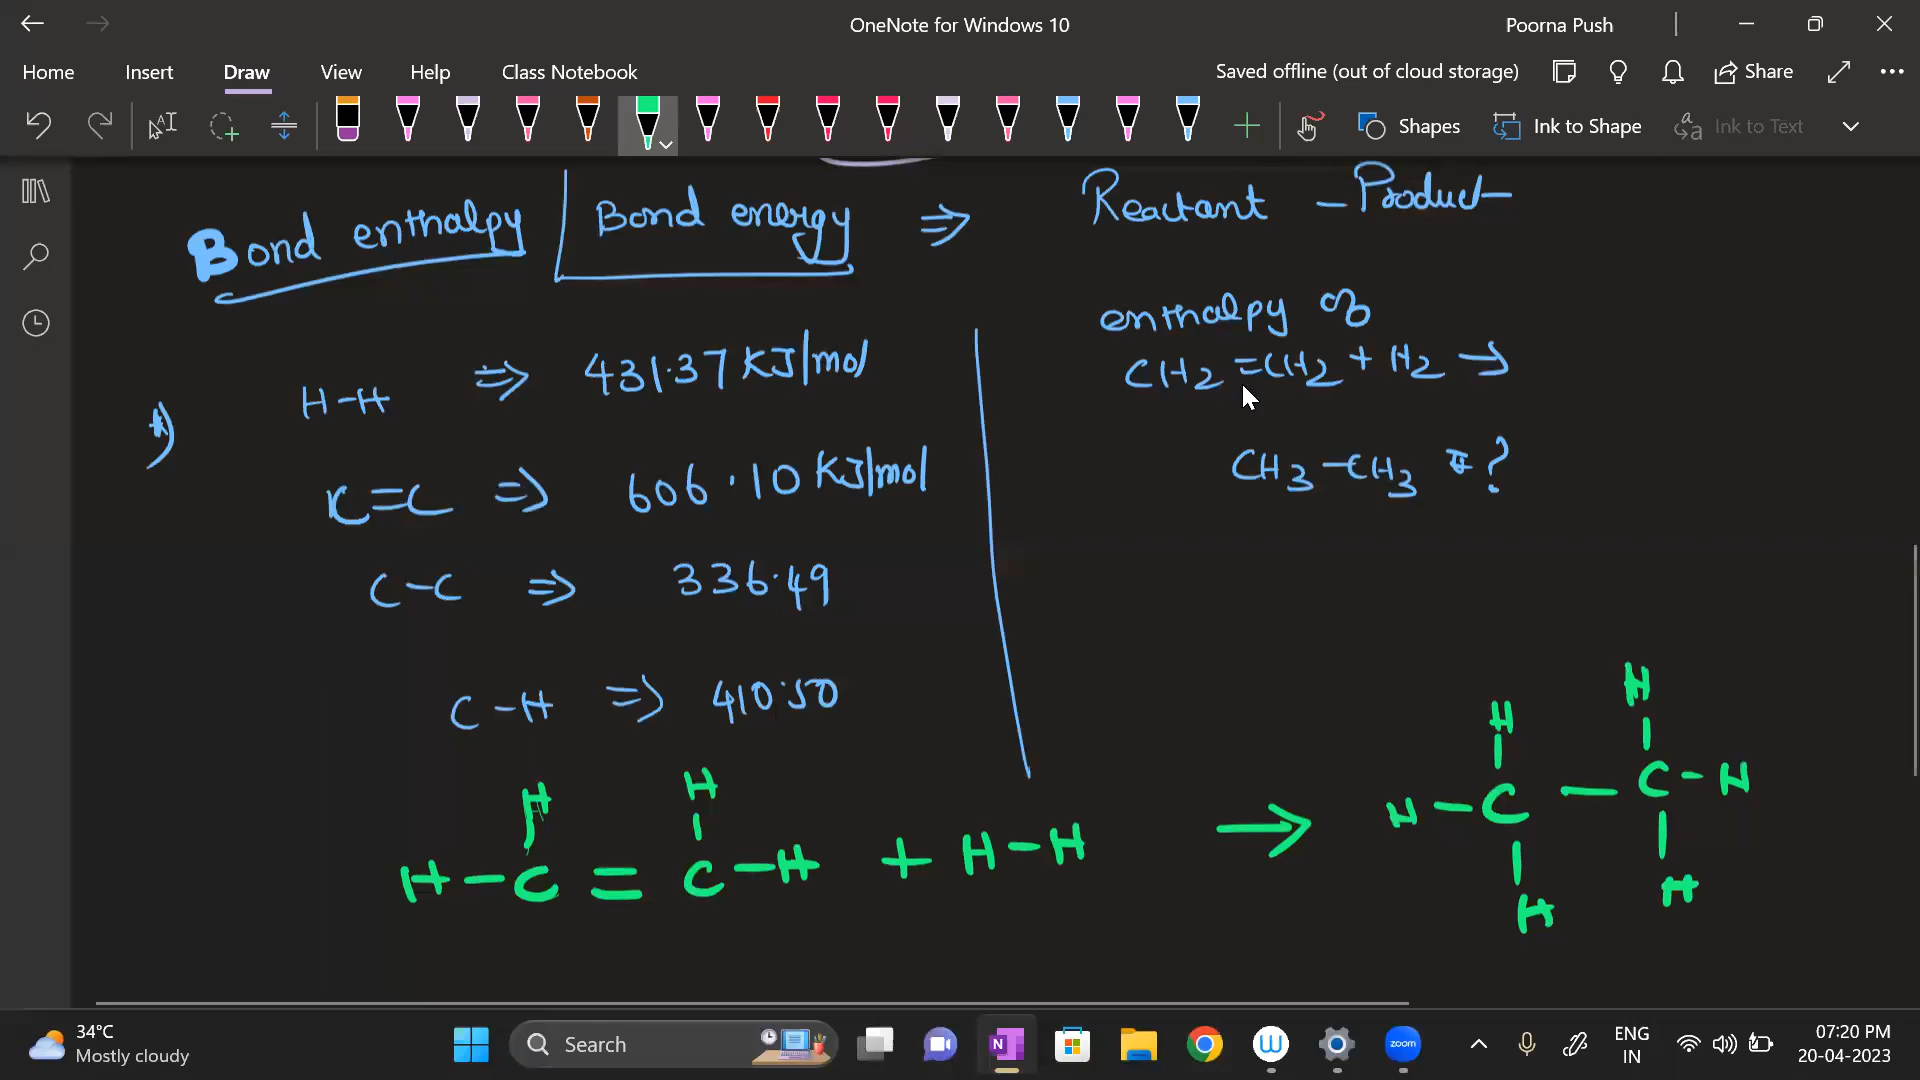 OneNote for Windows 10
Poorna Push
Home Insert Draw View Help Class Notebook
Saved offline (out of cloud storage)
Share
Shapes
Ink to Shape
Ink to Text
Bond enthalpy | Bond energy ⇒ Reactant - Product
enthalpy of
CH2=CH2 + H2 →
CH3-CH3 ?
H-H ⇒ 431.37 KJ/mol
C=C ⇒ 606.10 KJ/mol
C-C ⇒ 336.49
C-H ⇒ 410.50
H H
H-C=C-H + H-H →
H H
H-C-C-H
H H
34°C
Mostly cloudy
Search
zoom
ENG
IN
07:20 PM
20-04-2023